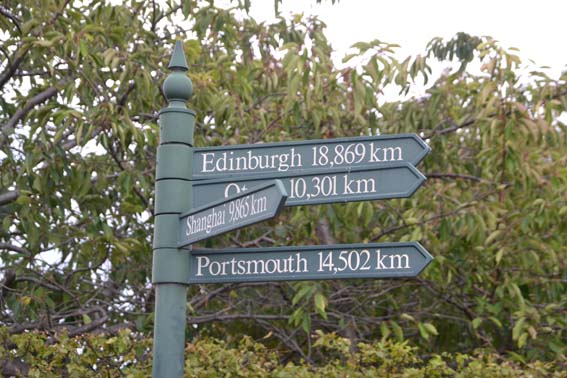 Edinburgh 18,869 km
10,301 km
Shanghai 9,865 km
Portsmouth 14,502 km